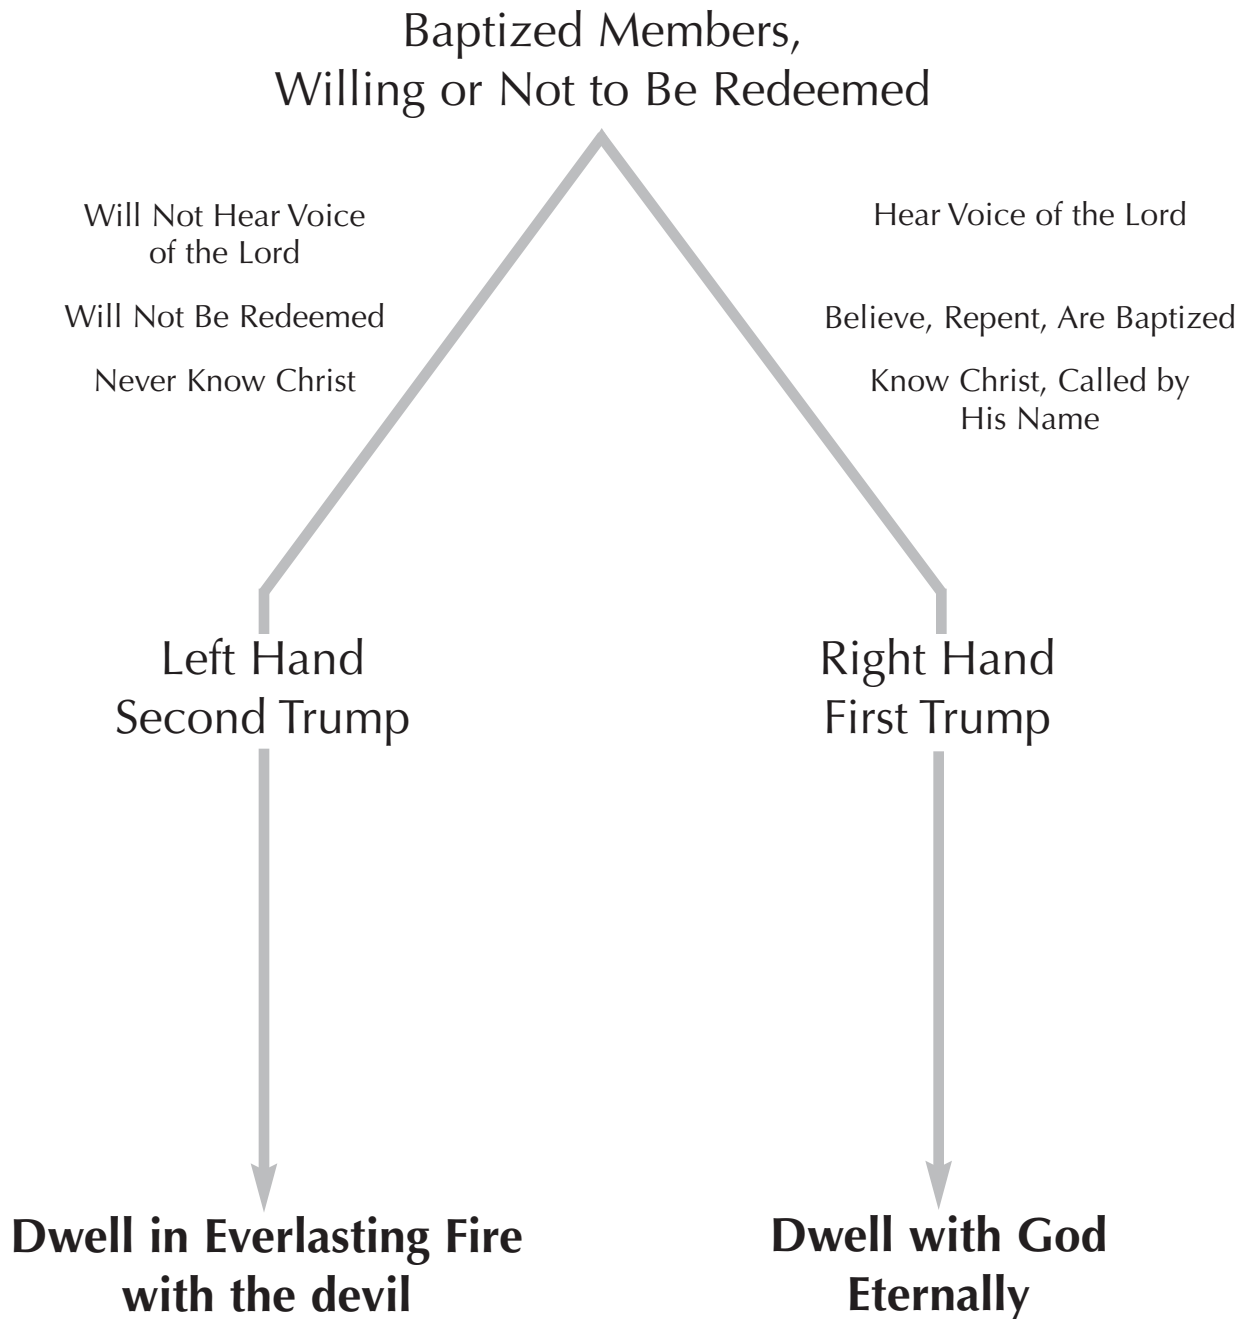 Baptized Members,
Willing or Not to Be Redeemed
Will Not Hear Voice
of the Lord
Will Not Be Redeemed
Never Know Christ
Hear Voice of the Lord
Believe, Repent, Are Baptized
Know Christ, Called by
His Name
Left Hand
Second Trump
Right Hand
First Trump
Dwell in Everlasting Fire
with the devil
Dwell with God
Eternally